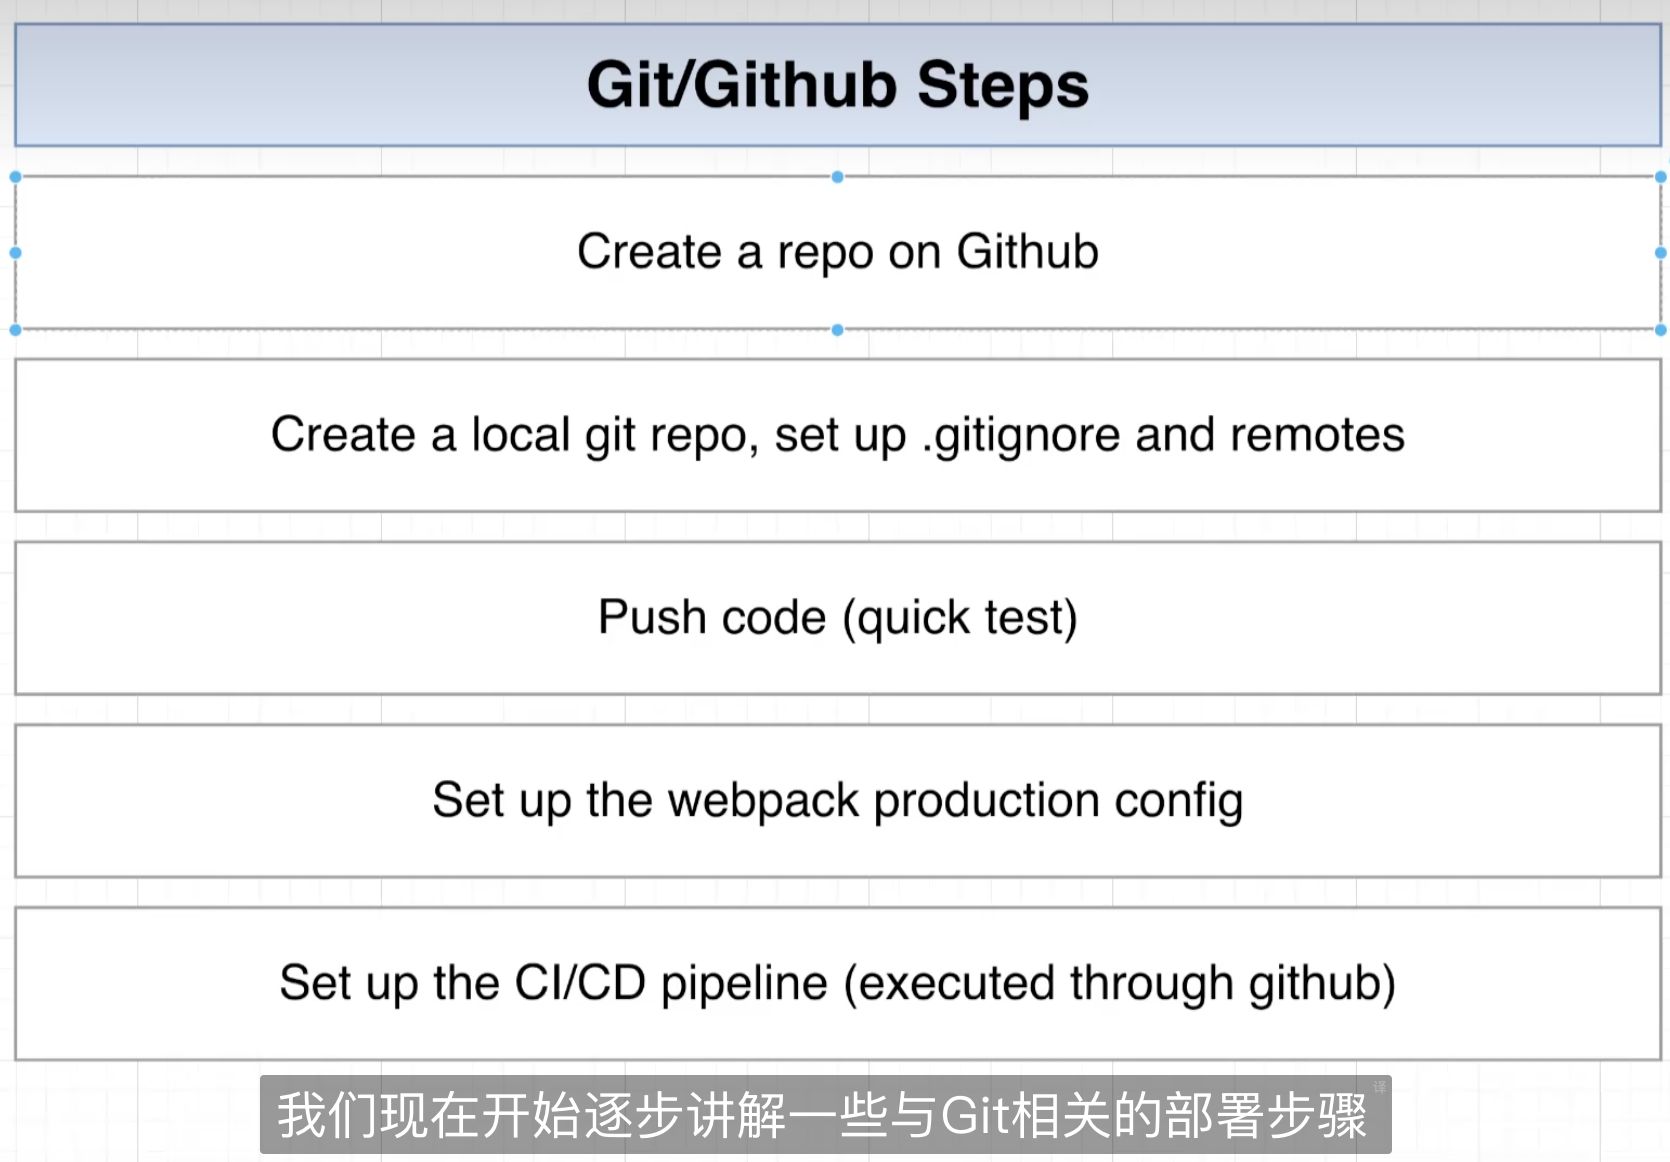 Git/Github Steps
Create a repo on Github
Create a local git repo, set up .gitignore and remotes
Push code (quick test)
Set up the webpack production config
Set up the CI/CD pipeline (executed through github)
译
我们现在开始逐步讲解一些与Git相关的部署步骤